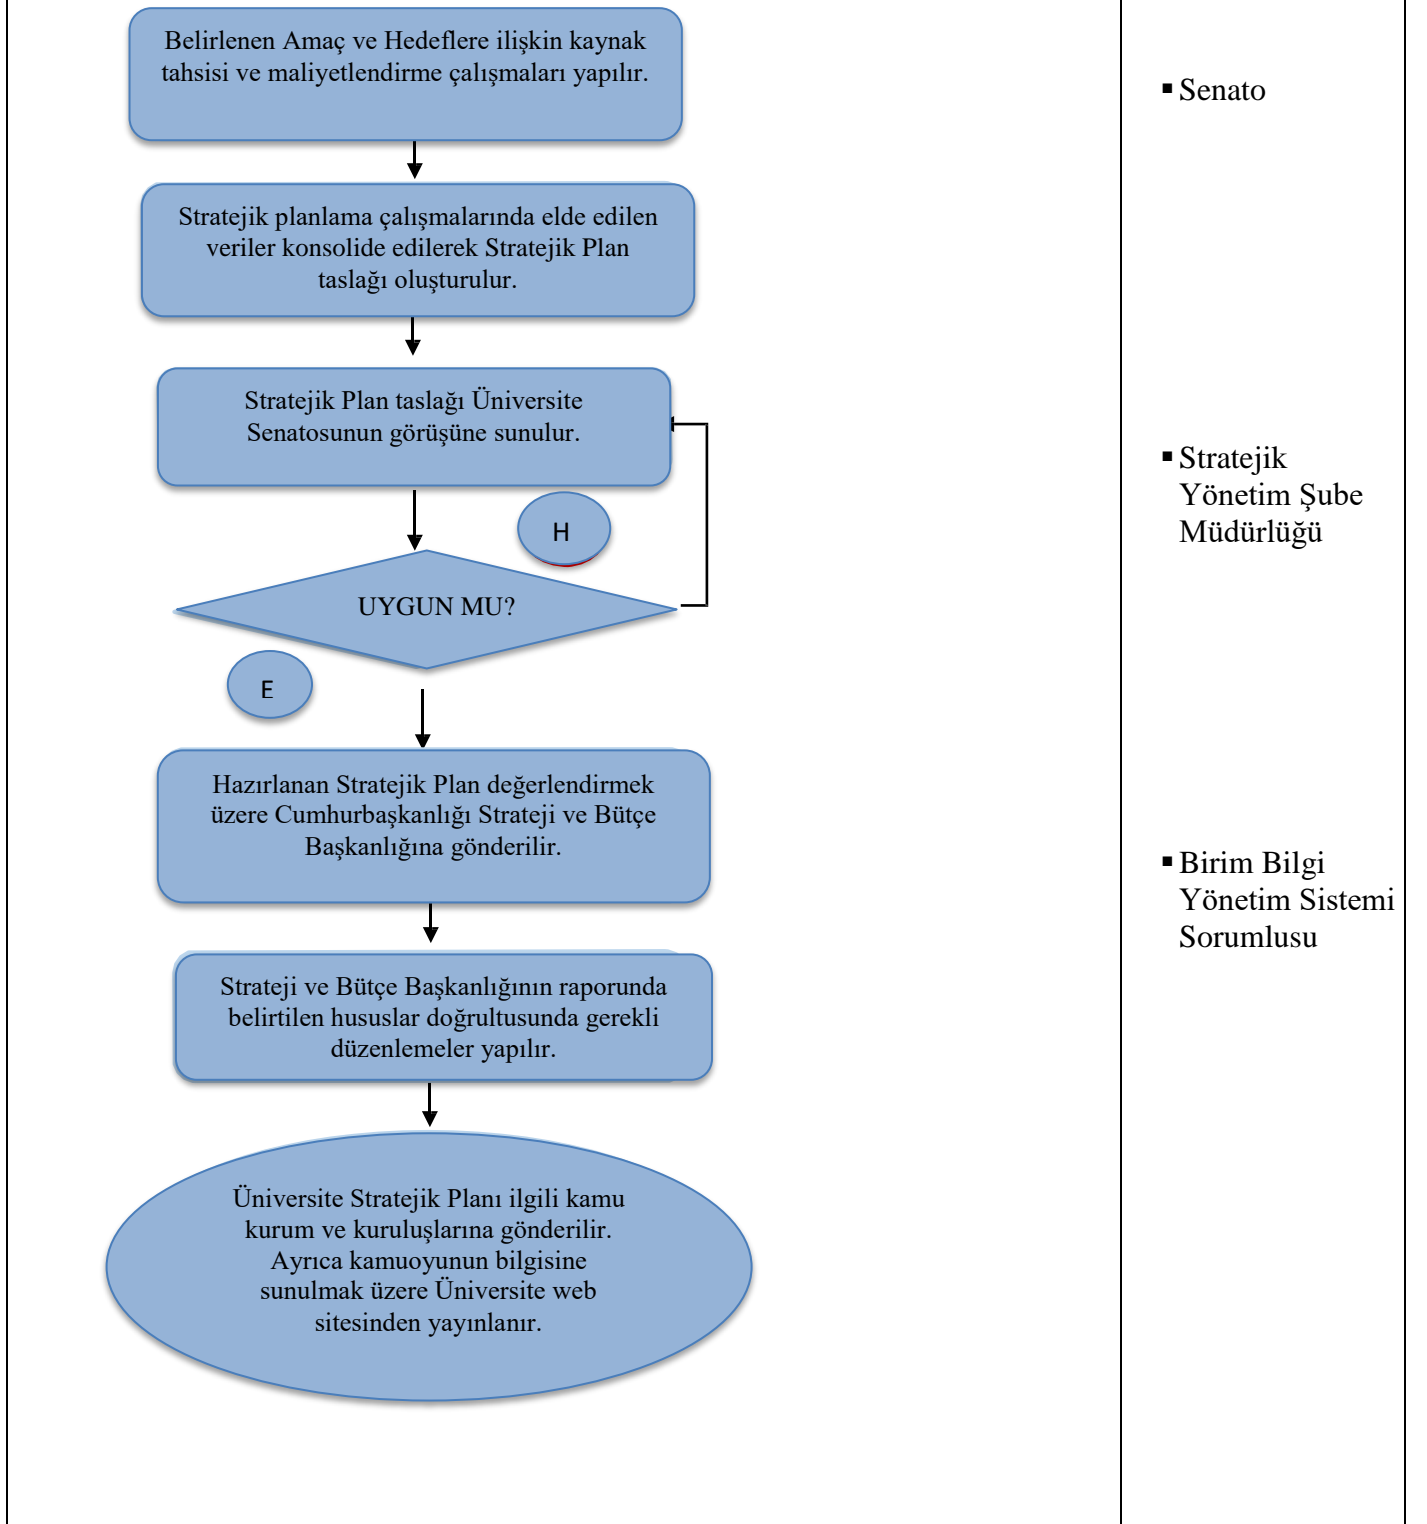 Belirlenen Amaç ve Hedeflere ilişkin kaynak
tahsisi ve maliyetlendirme çalışmaları yapılır.
Stratejik planlama çalışmalarında elde edilen
veriler konsolide edilerek Stratejik Plan
taslağı oluşturulur.
Stratejik Plan taslağı Üniversite
Senatosunun görüşüne sunulur.
H
UYGUN MU?
E
Hazırlanan Stratejik Plan değerlendirmek
üzere Cumhurbaşkanlığı Strateji ve Bütçe
Başkanlığına gönderilir.
Strateji ve Bütçe Başkanlığının raporunda
belirtilen hususlar doğrultusunda gerekli
düzenlemeler yapılır.
Üniversite Stratejik Planı ilgili kamu
kurum ve kuruluşlarına gönderilir.
Ayrıca kamuoyunun bilgisine
sunulmak üzere Üniversite web
sitesinden yayınlanır.
▪ Senato
▪ Stratejik
Yönetim Şube
Müdürlüğü
▪ Birim Bilgi
Yönetim Sistemi
Sorumlusu